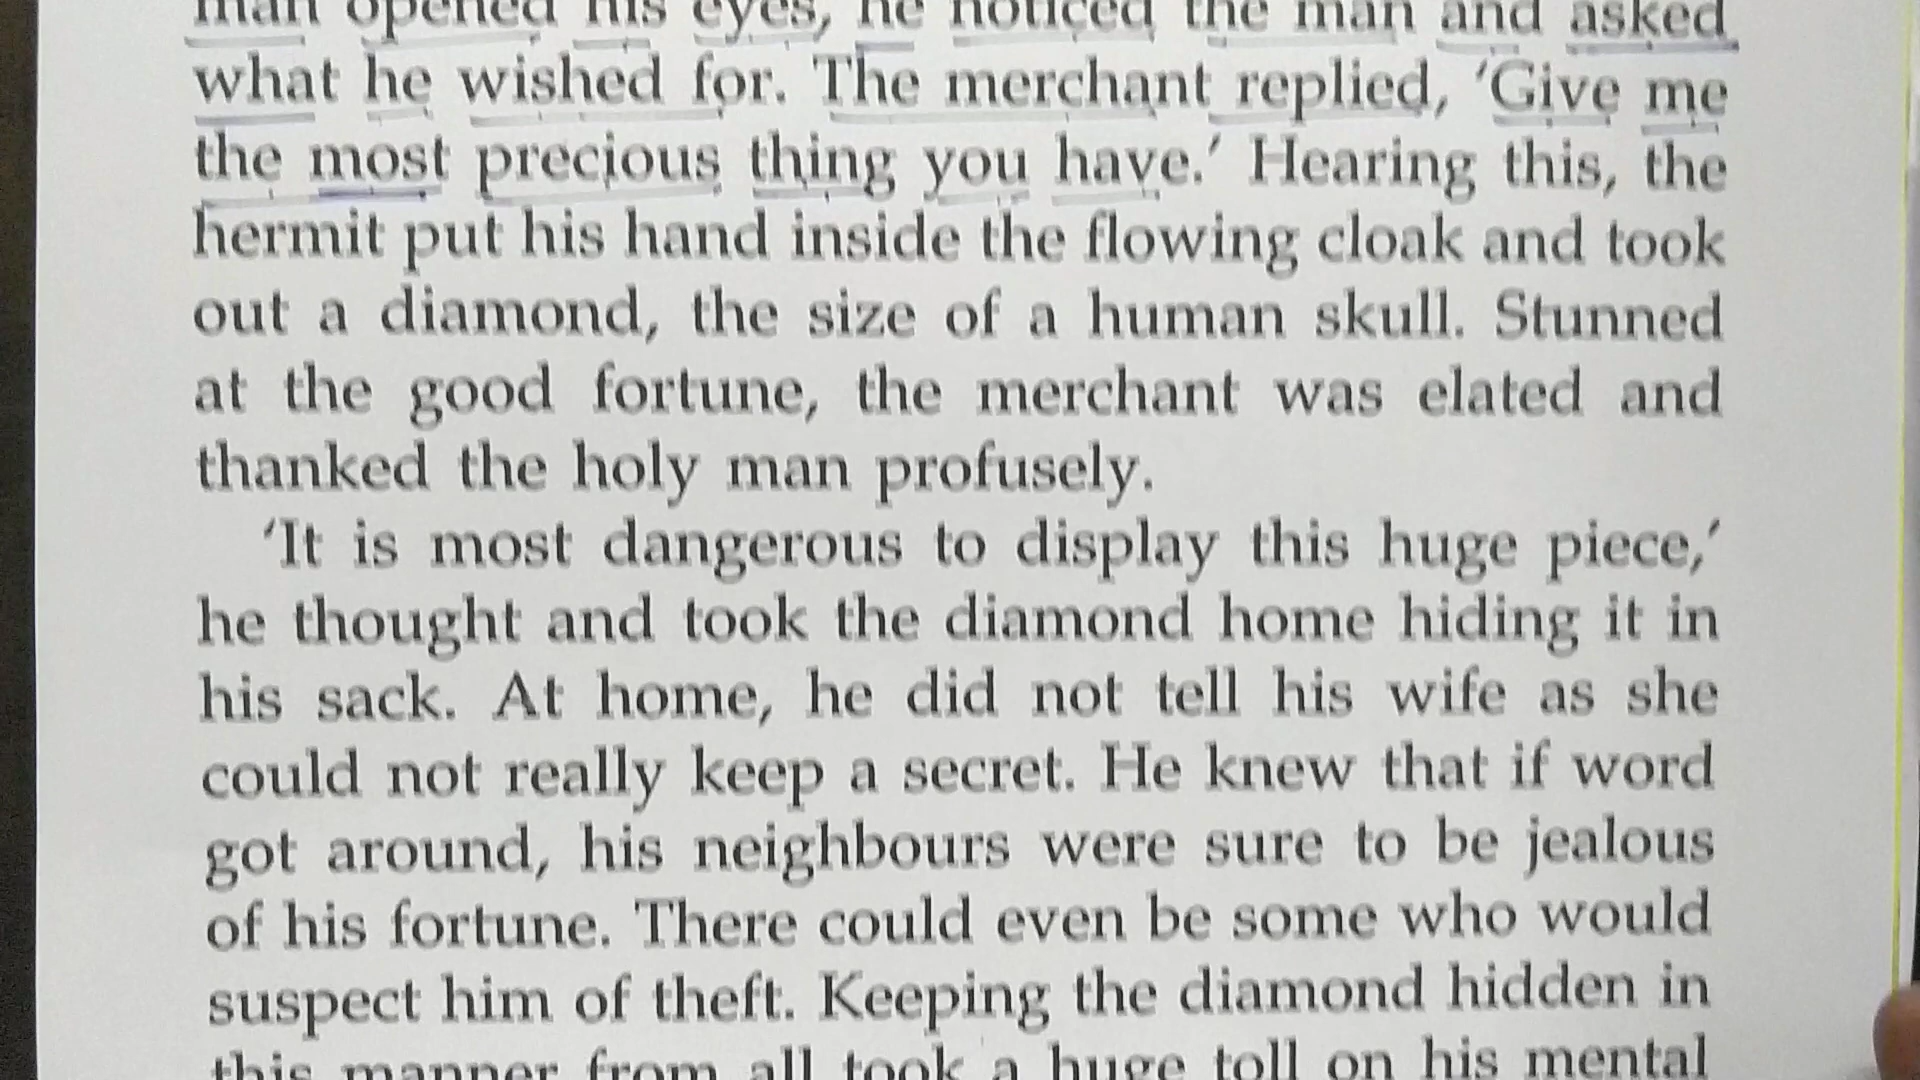 man opened his eyes, he noticed the man and asked
what he wished for. The merchant replied, 'Give me
the most precious thing you have.' Hearing this, the
hermit put his hand inside the flowing cloak and took
out a diamond, the size of a human skull. Stunned
at the good fortune, the merchant was elated and
thanked the holy man profusely.
'It is most dangerous to display this huge piece,'
he thought and took the diamond home hiding it in
his sack. At home, he did not tell his wife as she
could not really keep a secret. He knew that if word
got around, his neighbours were sure to be jealous
of his fortune. There could even be some who would
suspect him of theft. Keeping the diamond hidden in
this manner from all took a huge toll on his mental